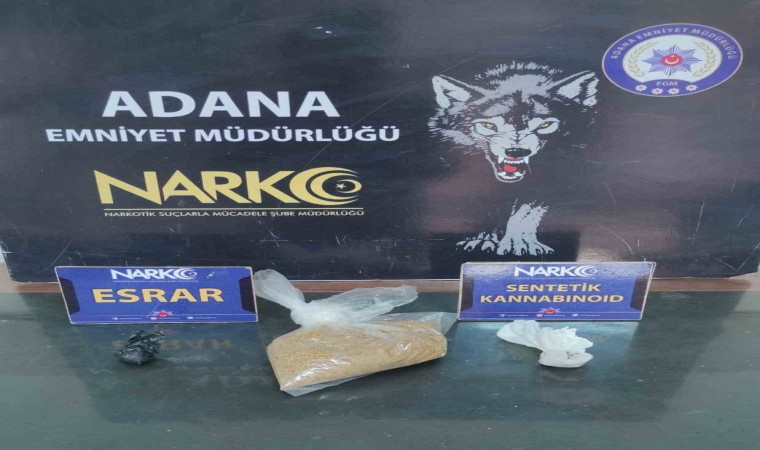 ADANA
EMNİYET MÜDÜRLÜĞÜ
NARKO
NARKOTİK SUÇLARLA MÜCADELE ŞUBE MÜDÜRLÜĞÜ
ADANA EMNİYET MÜDÜRLÜĞÜ
EGM
NARKO
ESRAR
NARKO
SENTETİK
KANNABINOID